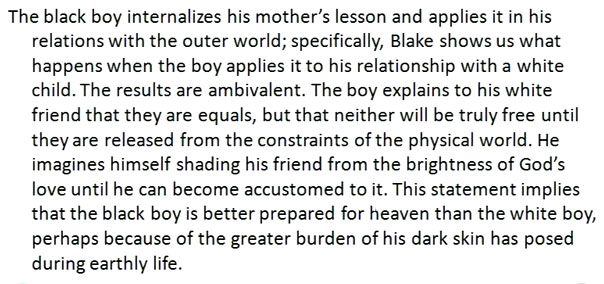 The black boy internalizes his mother’s lesson and applies it in his
relations with the outer world; specifically, Blake shows us what
happens when the boy applies it to his relationship with a white
child. The results are ambivalent. The boy explains to his white
friend that they are equals, but that neither will be truly free until
they are released from the constraints of the physical world. He
imagines himself shading his friend from the brightness of God’s
love until he can become accustomed to it. This statement implies
that the black boy is better prepared for heaven than the white boy,
perhaps because of the greater burden of his dark skin has posed
during earthly life.